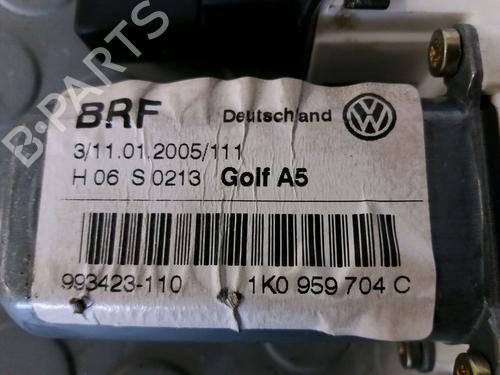 BRF Deutschland
3/11.01.2005/111
H 06 S 0213 Golf A5
993423-110 1K0 959 704 C
B-PARTS